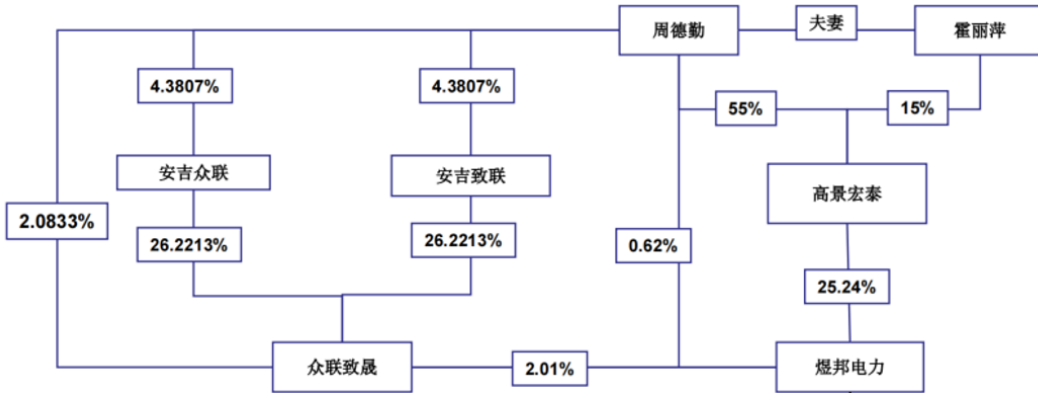 周德勤
夫妻
霍丽萍
4.3807%
4.3807%
55%
15%
安吉众联
安吉致联
高景宏泰
2.0833%
26.2213%
26.2213%
0.62%
25.24%
众联致晟
2.01%
煜邦电力